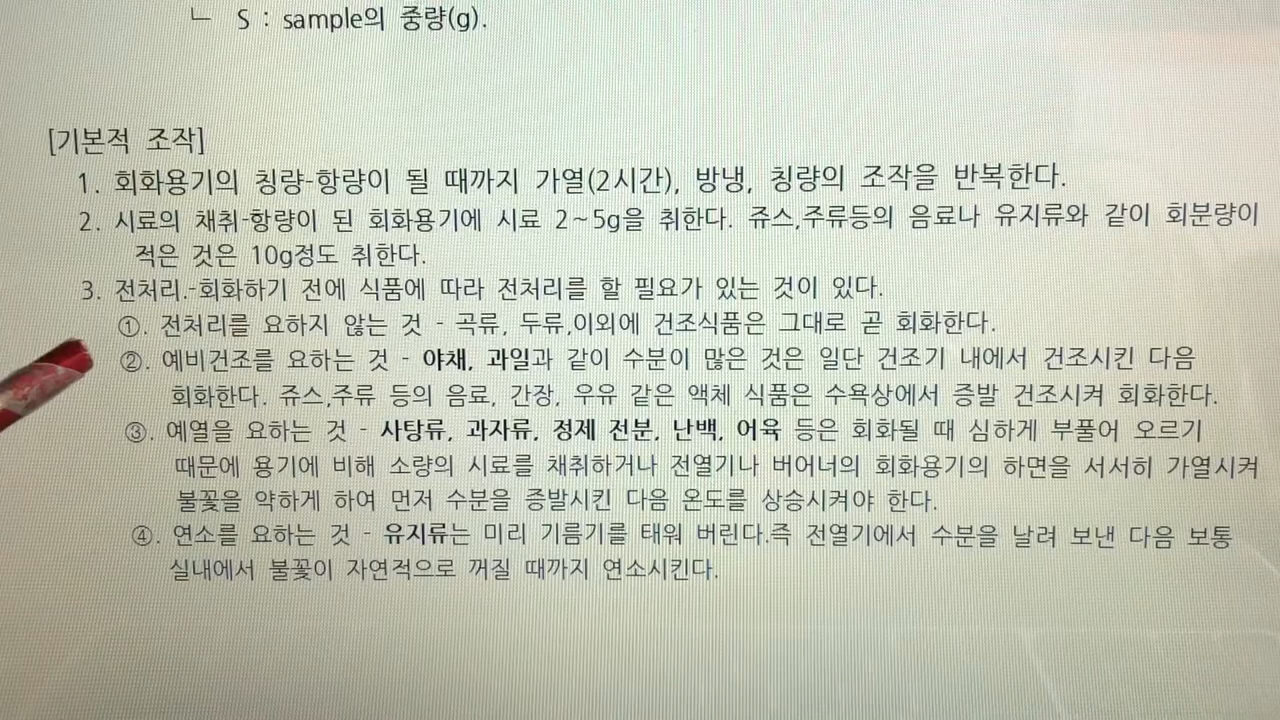 └ S : sample의 중량(g).
[기본적 조작]
1. 회화용기의 칭량-항량이 될 때까지 가열(2시간), 방냉, 칭량의 조작을 반복한다.
2. 시료의 채취-항량이 된 회화용기에 시료 2~5g을 취한다. 쥬스,주류등의 음료나 유지류와 같이 회분량이
적은 것은 10g정도 취한다.
3. 전처리.-회화하기 전에 식품에 따라 전처리를 할 필요가 있는 것이 있다.
①. 전처리를 요하지 않는 것 - 곡류, 두류,이외에 건조식품은 그대로 곧 회화한다.
②. 예비건조를 요하는 것 - 야채, 과일과 같이 수분이 많은 것은 일단 건조기 내에서 건조시킨 다음
회화한다. 쥬스,주류 등의 음료, 간장, 우유 같은 액체 식품은 수욕상에서 증발 건조시켜 회화한다.
③. 예열을 요하는 것 - 사탕류, 과자류, 정제 전분, 난백, 어육 등은 회화될 때 심하게 부풀어 오르기
때문에 용기에 비해 소량의 시료를 채취하거나 전열기나 버어너의 회화용기의 하면을 서서히 가열시켜
불꽃을 약하게 하여 먼저 수분을 증발시킨 다음 온도를 상승시켜야 한다.
④. 연소를 요하는 것 - 유지류는 미리 기름기를 태워 버린다.즉 전열기에서 수분을 날려 보낸 다음 보통
실내에서 불꽃이 자연적으로 꺼질 때까지 연소시킨다.